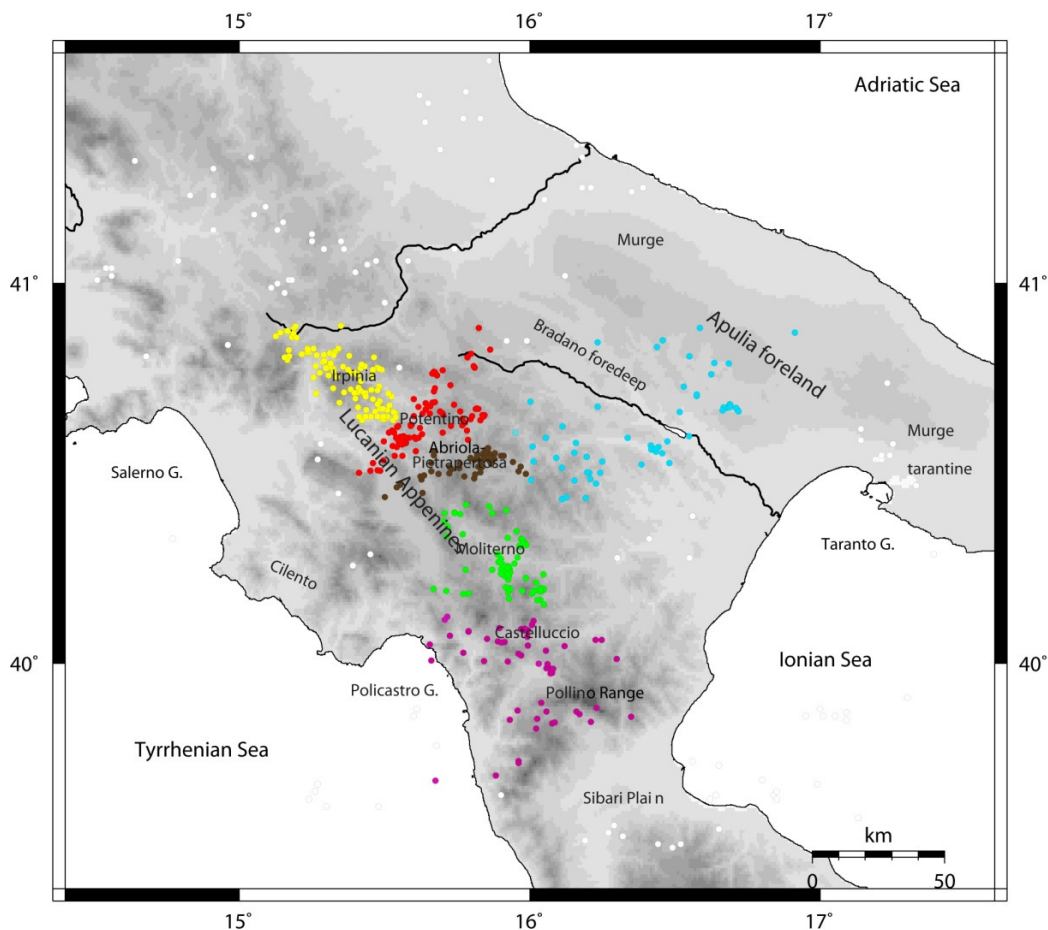 15˚ 16˚ 17˚
Adriatic Sea
Murge
41˚ 41˚
Apulia foreland
Bradano foredeep
Irpinia
Potentino
Lucanian Appenines
Murge
tarantine
Abriola-
Pietrapertosa
Salerno G.
Taranto G.
Moliterno
Cilento
Castelluccio
40˚ 40˚
Ionian Sea
Policastro G.
Pollino Range
Tyrrhenian Sea
Sibari Plai n
km
0 50
15˚ 16˚ 17˚